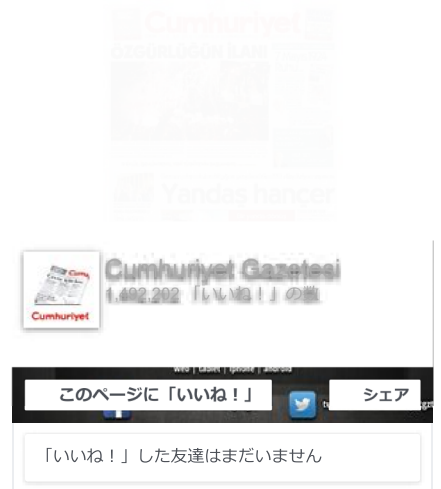 Cumhuriyet
ÖZGÜRLÜĞÜN İLANI
Yandaş hançer
Cumhuriyet Gazetesi
1,492,202 「いいね！」の数
Cumhuriyet
web | tablet | iphone | android
このページに「いいね！」
シェア
「いいね！」した友達はまだいません